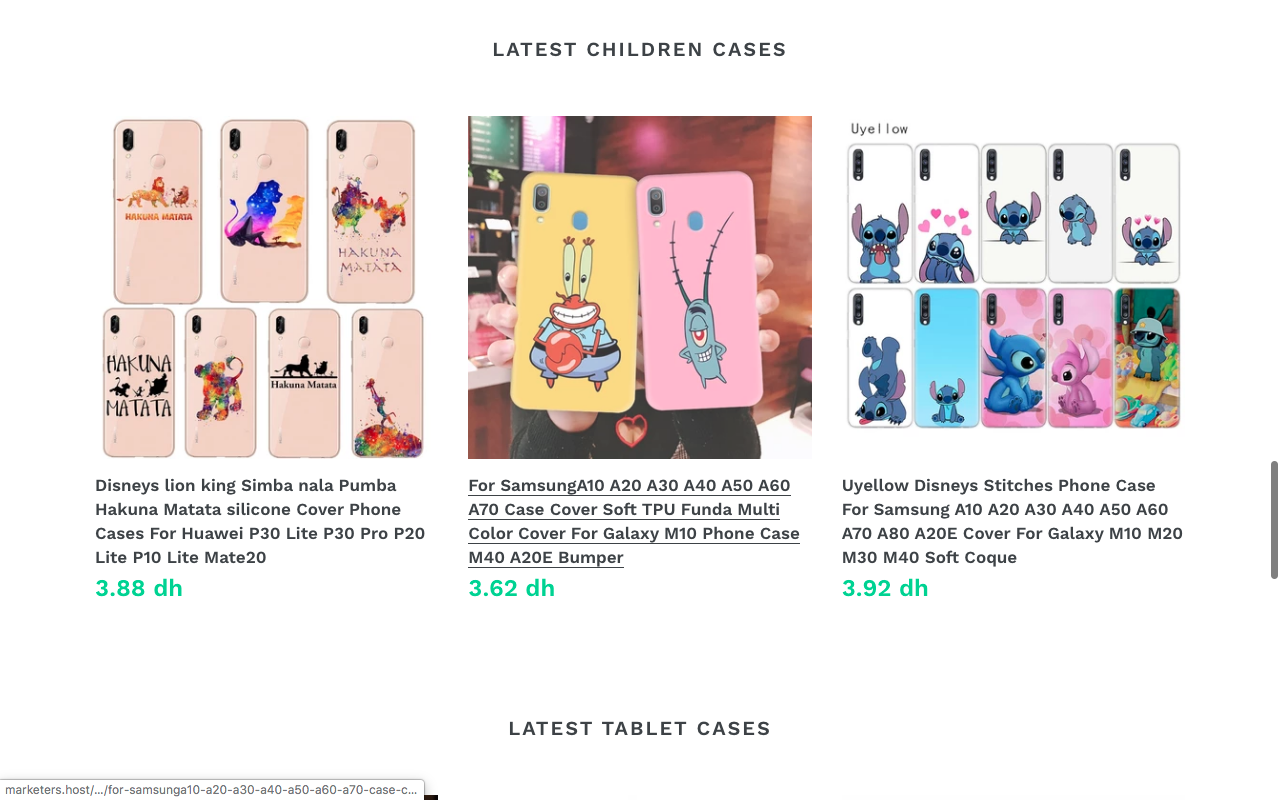 LATEST CHILDREN CASES
Uyellow
HAKUNA MATATA
HAKUNA
MATATA
HAKUNA
MATATA
Hakuna Matata
Disneys lion king Simba nala Pumba
Hakuna Matata silicone Cover Phone
Cases For Huawei P30 Lite P30 Pro P20
Lite P10 Lite Mate20
3.88 dh
For SamsungA10 A20 A30 A40 A50 A60
A70 Case Cover Soft TPU Funda Multi
Color Cover For Galaxy M10 Phone Case
M40 A20E Bumper
3.62 dh
Uyellow Disneys Stitches Phone Case
For Samsung A10 A20 A30 A40 A50 A60
A70 A80 A20E Cover For Galaxy M10 M20
M30 M40 Soft Coque
3.92 dh
LATEST TABLET CASES
marketers.host/.../for-samsunga10-a20-a30-a40-a50-a60-a70-case-c...